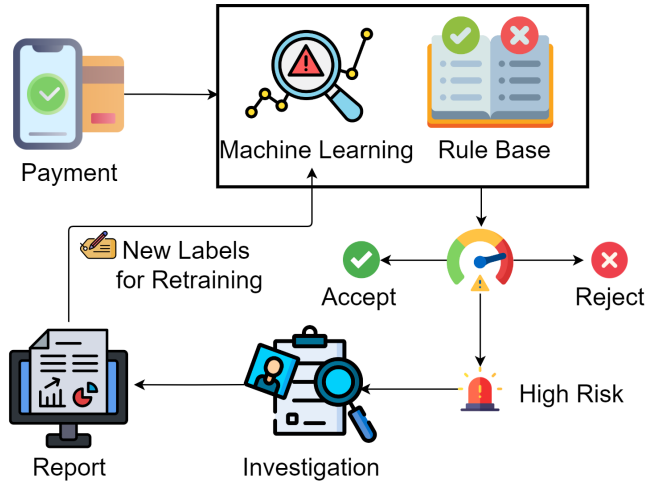 Machine Learning
Rule Base
Payment
New Labels
for Retraining
Accept
Reject
High Risk
Report
Investigation